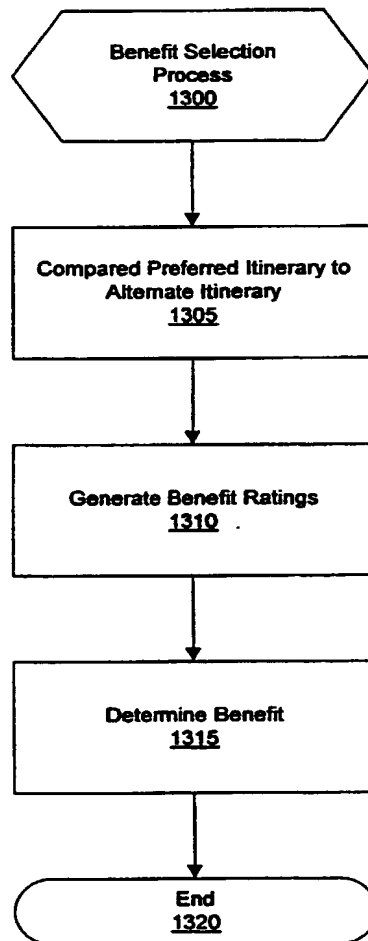 Benefit Selection
Process
1300
Compared Preferred Itinerary to
Alternate Itinerary
1305
Generate Benefit Ratings
1310
Determine Benefit
1315
End
1320